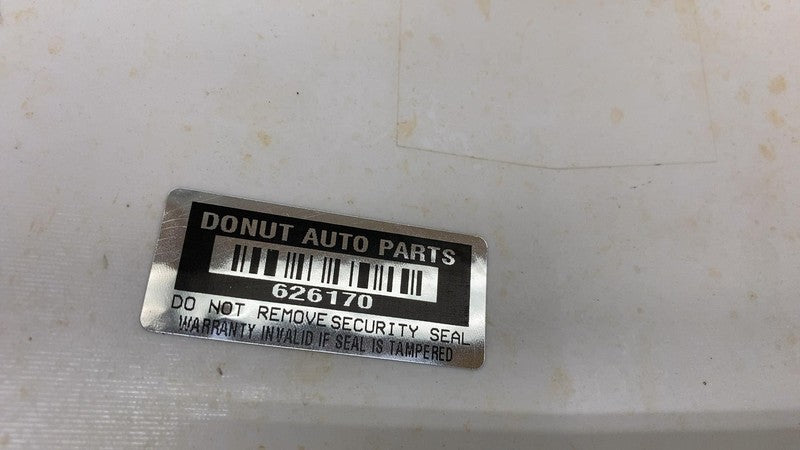 DONUT AUTO PARTS
626170
DO NOT REMOVE SECURITY SEAL
WARRANTY INVALID IF SEAL IS TAMPERED